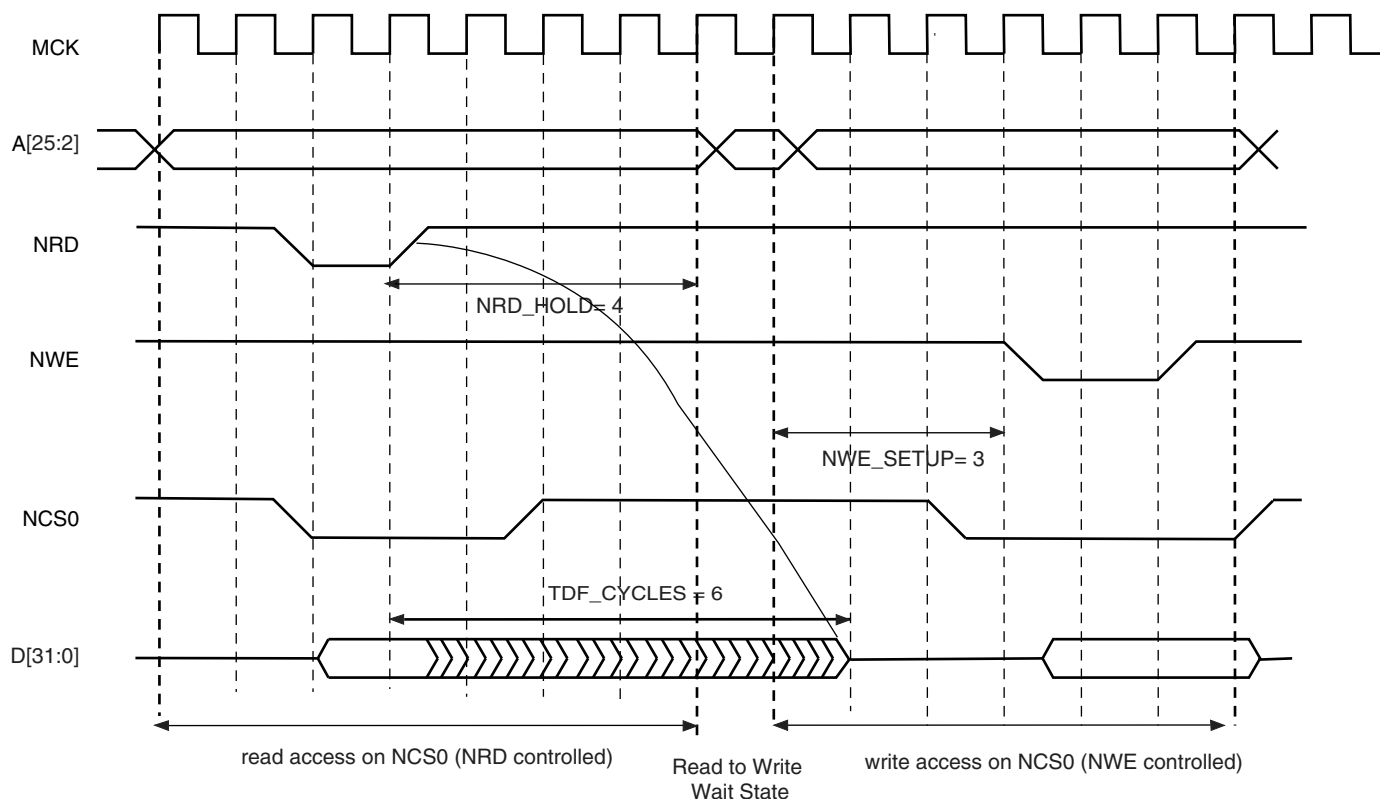 MCK
A[25:2]
NRD
NRD_HOLD= 4
NWE
NWE_SETUP= 3
NCS0
TDF_CYCLES = 6
D[31:0]
read access on NCS0 (NRD controlled)
Read to Write
Wait State
write access on NCS0 (NWE controlled)